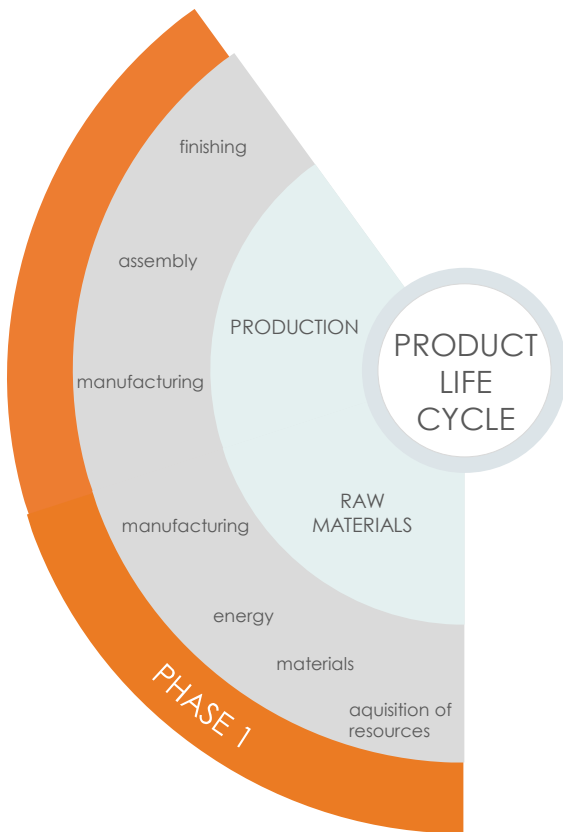 finishing
assembly
PRODUCTION
PRODUCT
LIFE
CYCLE
manufacturing
RAW
MATERIALS
manufacturing
energy
materials
PHASE 1
aquisition of
resources